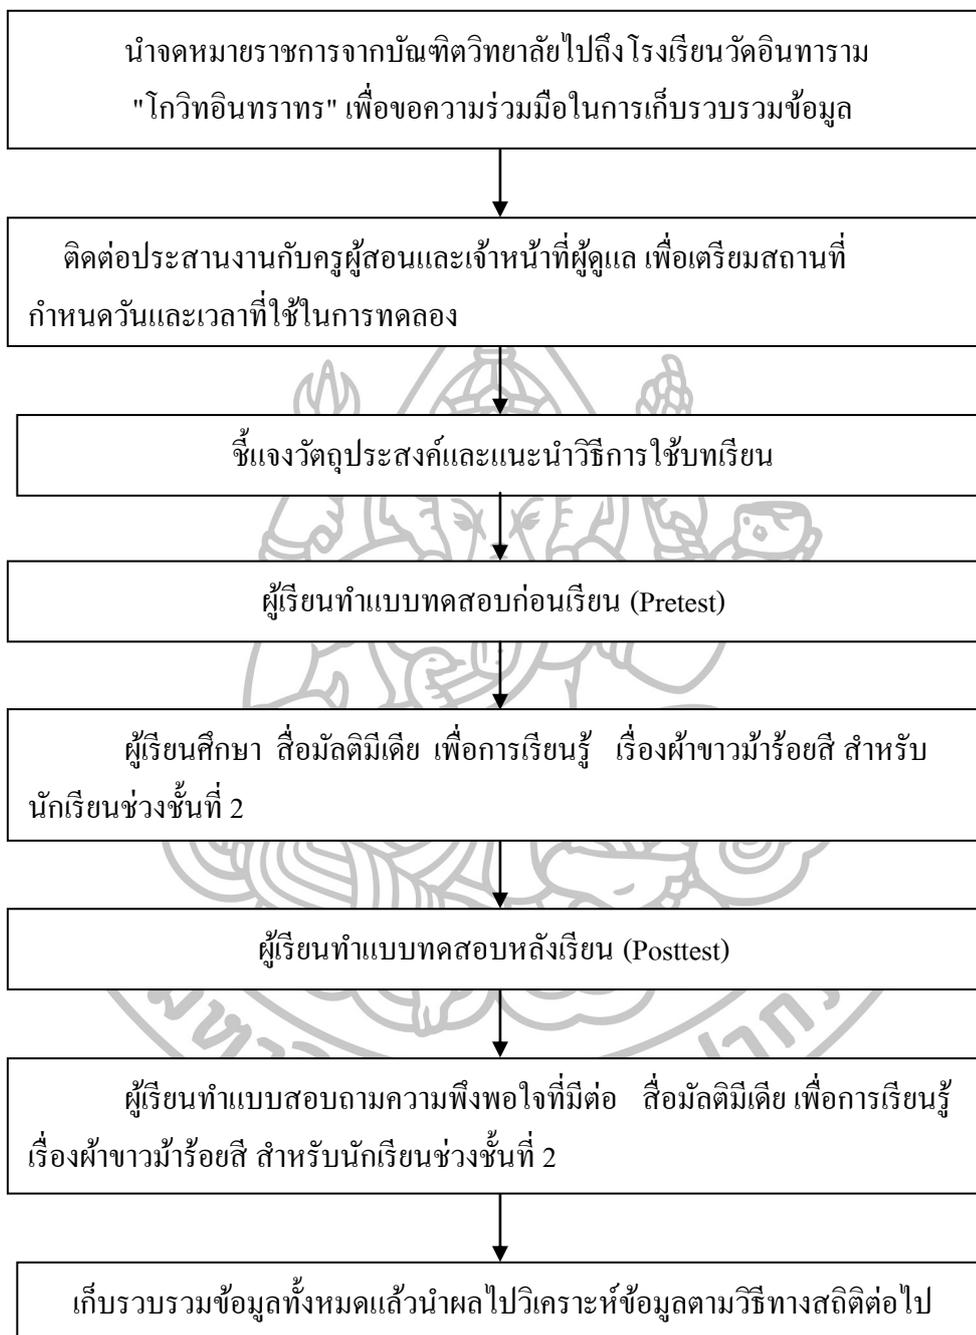 นำจดหมายราชการจากบัณฑิตวิทยาลัยไปถึงโรงเรียนวัดอินทาราม
"โกวิทอินทราทร" เพื่อขอความร่วมมือในการเก็บรวบรวมข้อมูล
ติดต่อประสานงานกับครูผู้สอนและเจ้าหน้าที่ผู้ดูแล เพื่อเตรียมสถานที่
กำหนดวันและเวลาที่ใช้ในการทดลอง
ชี้แจงวัตถุประสงค์และแนะนำวิธีการใช้บทเรียน
ผู้เรียนทำแบบทดสอบก่อนเรียน (Pretest)
ผู้เรียนศึกษา สื่อมัลติมีเดีย เพื่อการเรียนรู้ เรื่องผ้าขาวม้าร้อยสี สำหรับ
นักเรียนช่วงชั้นที่ 2
ผู้เรียนทำแบบทดสอบหลังเรียน (Posttest)
ผู้เรียนทำแบบสอบถามความพึงพอใจที่มีต่อ สื่อมัลติมีเดีย เพื่อการเรียนรู้
เรื่องผ้าขาวม้าร้อยสี สำหรับนักเรียนช่วงชั้นที่ 2
เก็บรวบรวมข้อมูลทั้งหมดแล้วนำผลไปวิเคราะห์ข้อมูลตามวิธีทางสถิติต่อไป